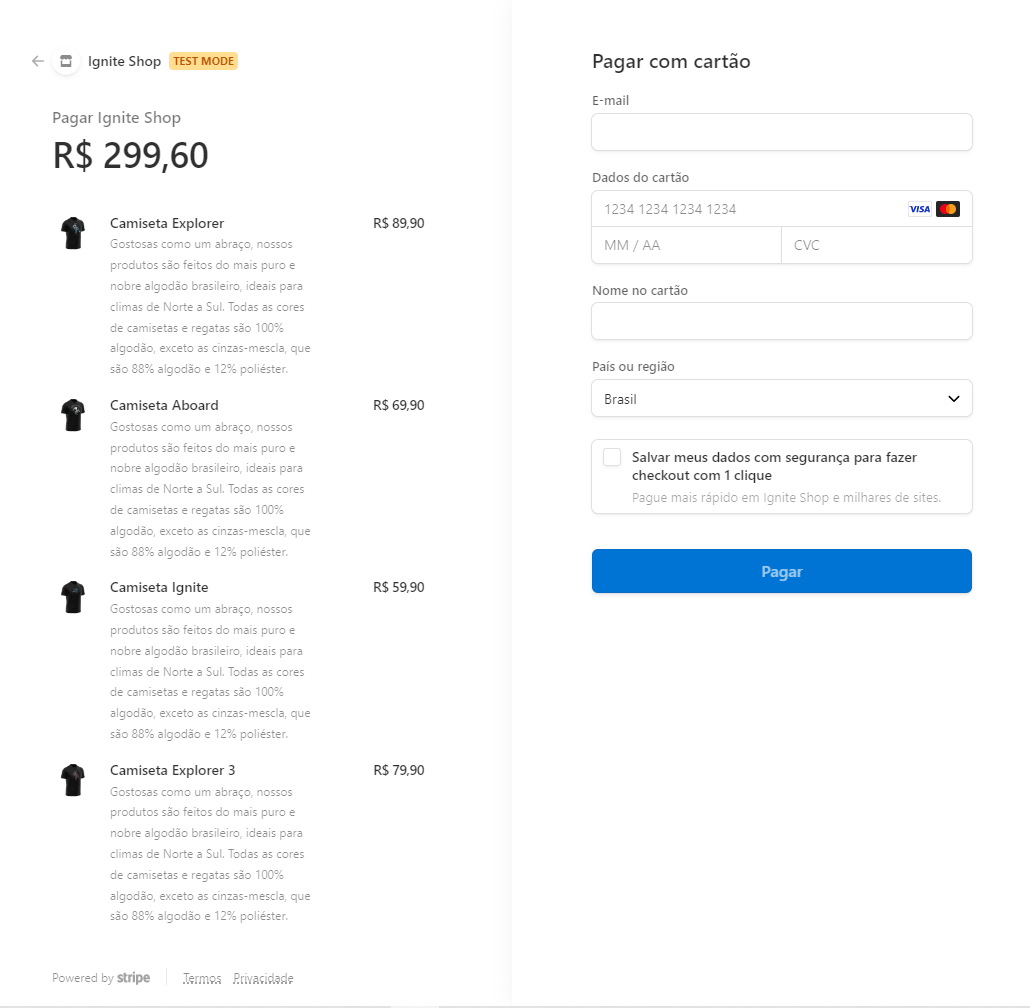 Ignite Shop TEST MODE
Pagar Ignite Shop
R$ 299,60
Camiseta Explorer R$ 89,90
Gostosas como um abraço, nossos
produtos são feitos do mais puro e
nobre algodão brasileiro, ideais para
climas de Norte a Sul. Todas as cores
de camisetas e regatas são 100%
algodão, exceto as cinzas-mescla, que
são 88% algodão e 12% poliéster.
Camiseta Aboard R$ 69,90
Gostosas como um abraço, nossos
produtos são feitos do mais puro e
nobre algodão brasileiro, ideais para
climas de Norte a Sul. Todas as cores
de camisetas e regatas são 100%
algodão, exceto as cinzas-mescla, que
são 88% algodão e 12% poliéster.
Camiseta Ignite R$ 59,90
Gostosas como um abraço, nossos
produtos são feitos do mais puro e
nobre algodão brasileiro, ideais para
climas de Norte a Sul. Todas as cores
de camisetas e regatas são 100%
algodão, exceto as cinzas-mescla, que
são 88% algodão e 12% poliéster.
Camiseta Explorer 3 R$ 79,90
Gostosas como um abraço, nossos
produtos são feitos do mais puro e
nobre algodão brasileiro, ideais para
climas de Norte a Sul. Todas as cores
de camisetas e regatas são 100%
algodão, exceto as cinzas-mescla, que
são 88% algodão e 12% poliéster.
Powered by stripe Termos Privacidade
Pagar com cartão
E-mail
Dados do cartão
1234 1234 1234 1234 VISA
MM / AA CVC
Nome no cartão
País ou região
Brasil
Salvar meus dados com segurança para fazer
checkout com 1 clique
Pague mais rápido em Ignite Shop e milhares de sites.
Pagar